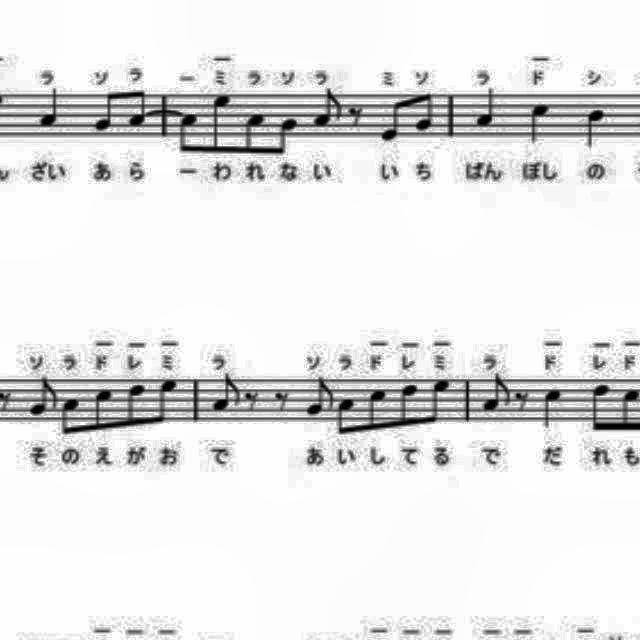 ラ ソ ラ ー ミ ラ ソ ラ ミ ソ ラ ド シ
ん ざい あ ら ー わ れ な い い ち ばん ぼし の
ソ ラ ド レ ミ ラ ソ ラ ド レ ミ ラ ド レ ド
そ の え が お で あ い し て る で だ れ も